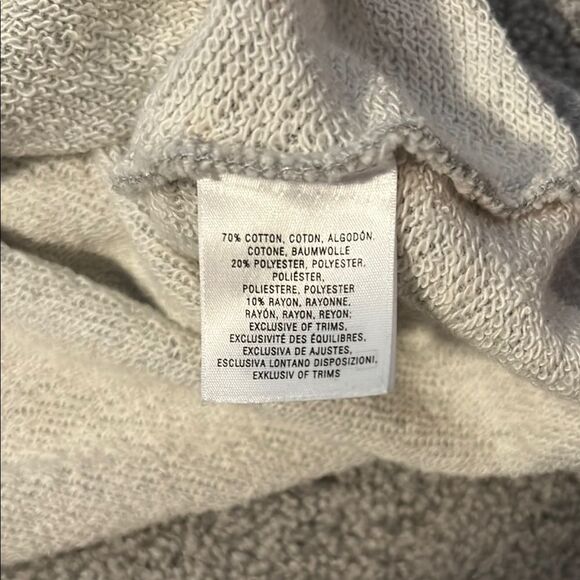 70% COTTON, COTON, ALGODÓN,
COTONE, BAUMWOLLE
20% POLYESTER, POLYESTER,
POLIÉSTER,
POLIESTERE, POLYESTER
10% RAYON, RAYONNE,
RAYÓN, RAYON, REYON;
EXCLUSIVE OF TRIMS,
EXCLUSIVITÉ DES ÉQUILIBRES,
EXCLUSIVA DE AJUSTES,
ESCLUSIVA LONTANO DISPOSIZIONI,
EXKLUSIV OF TRIMS